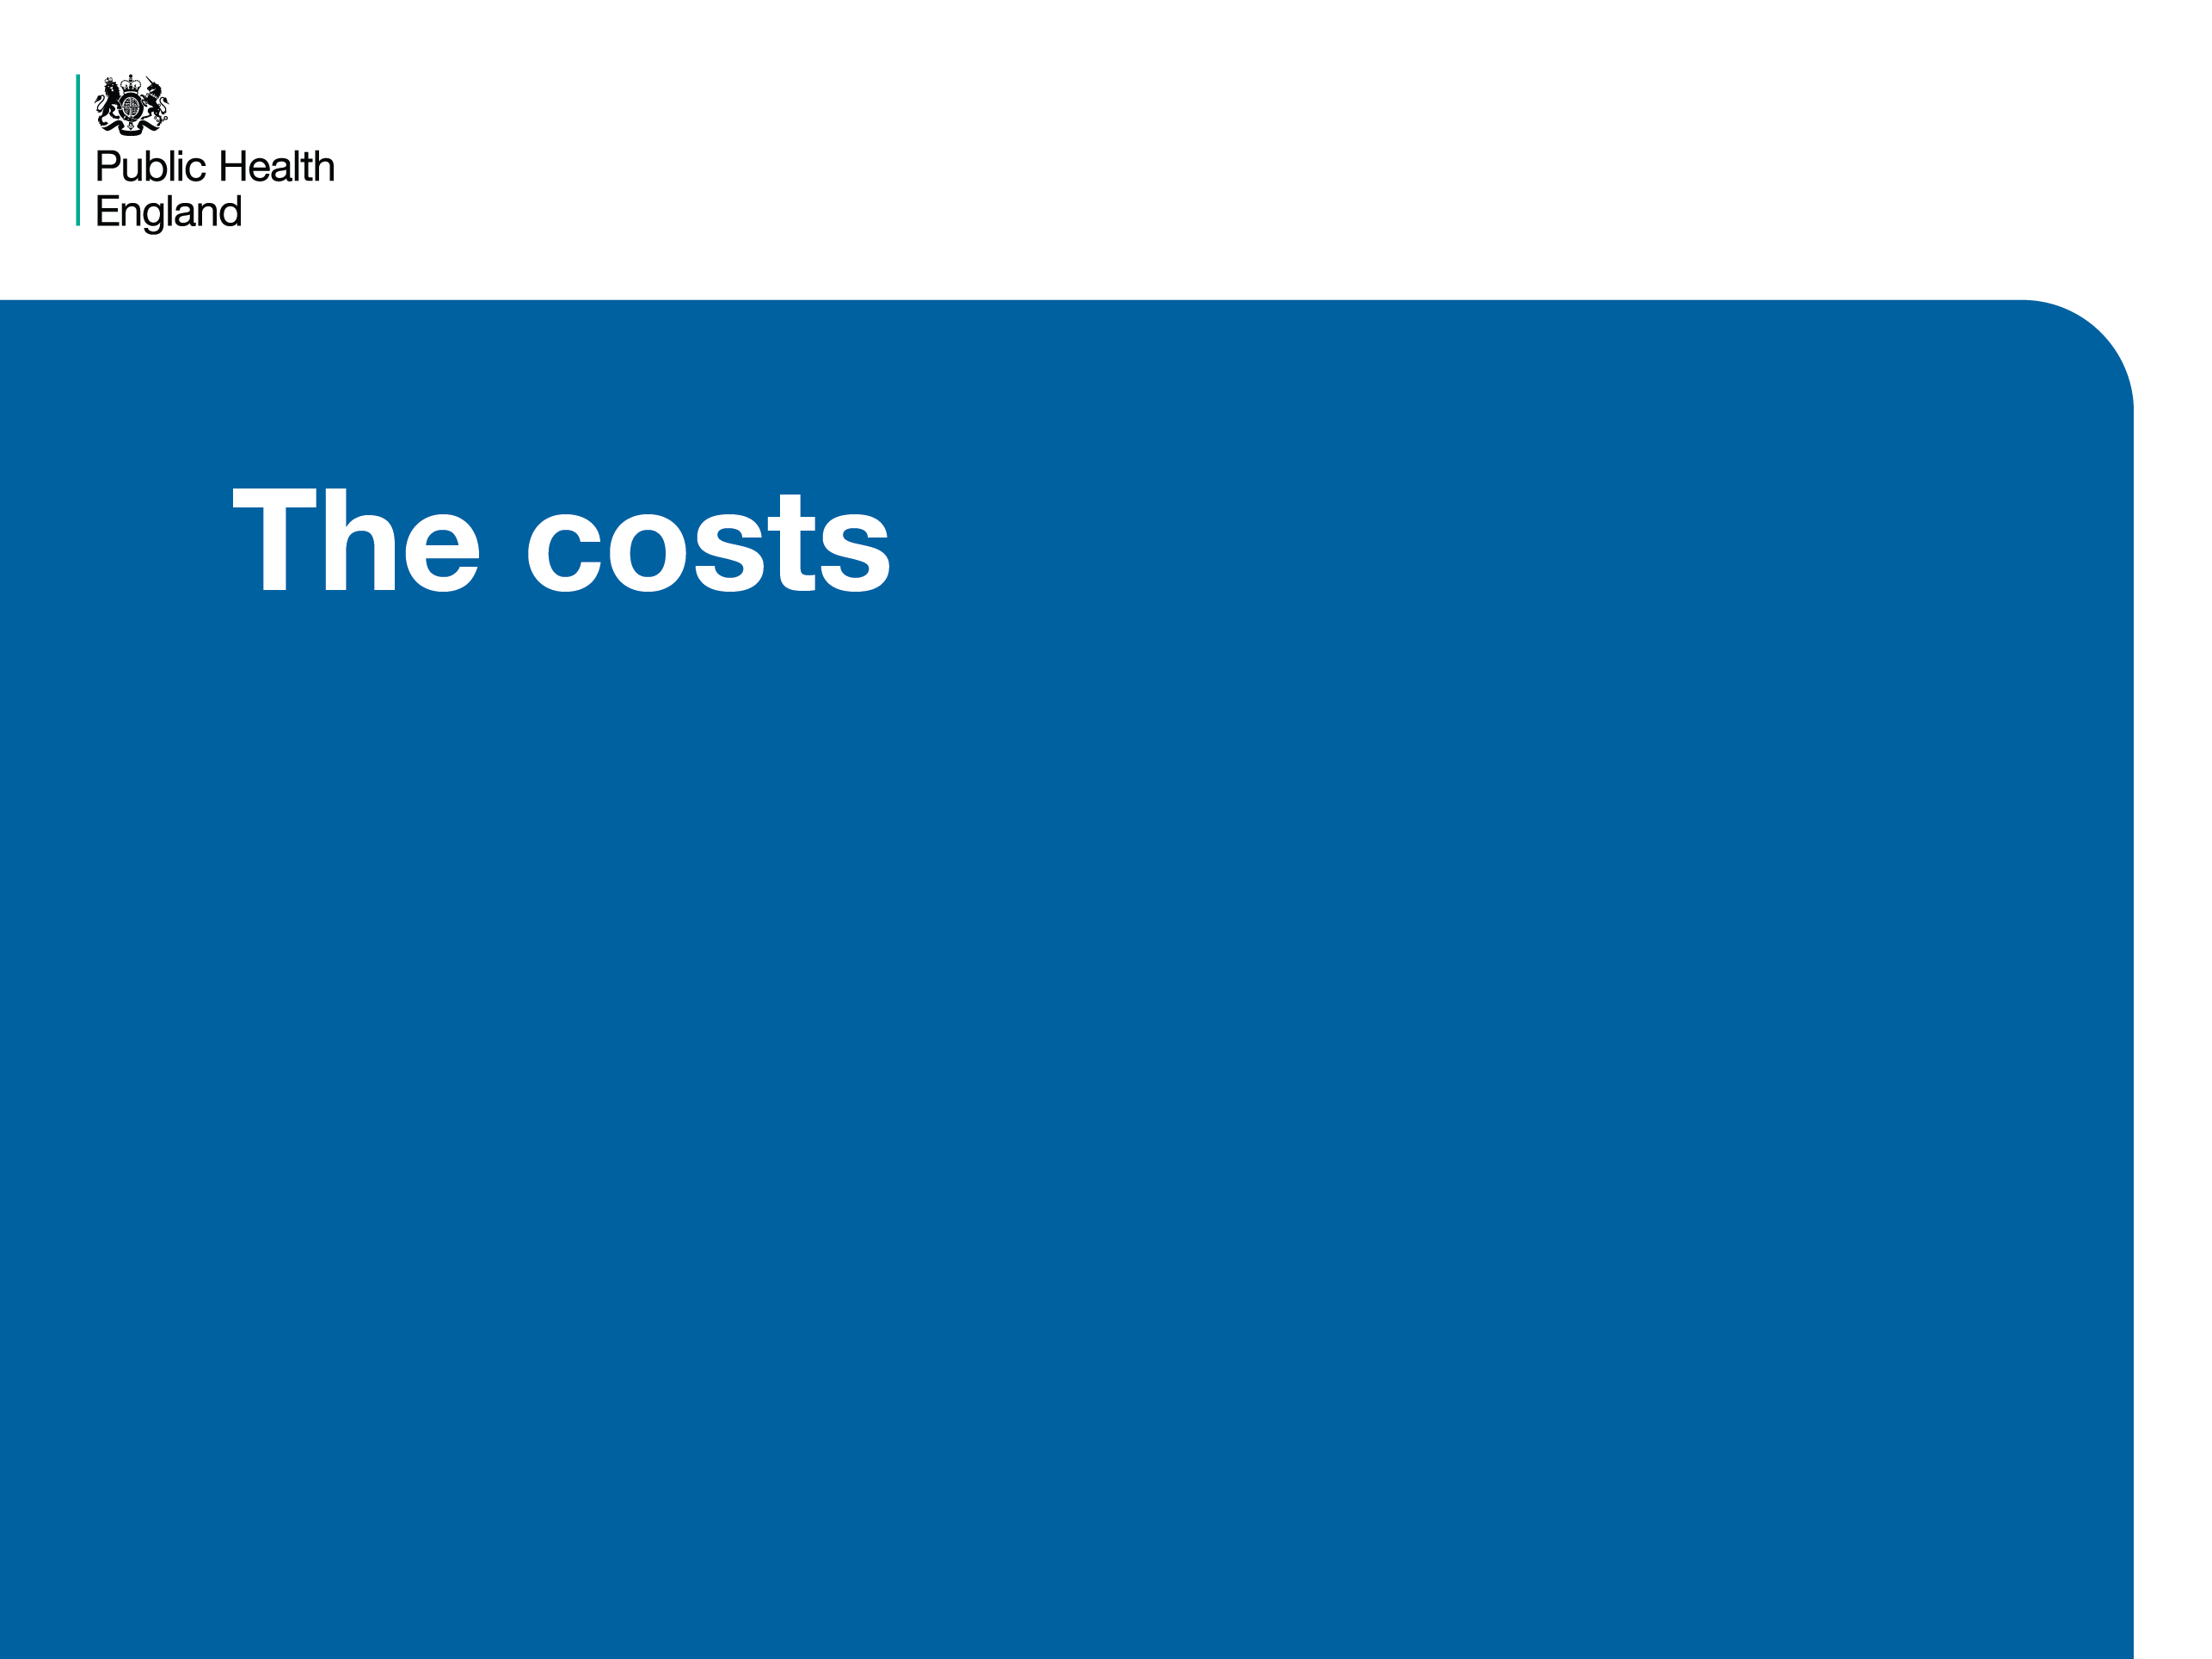 Public Health
England
The costs